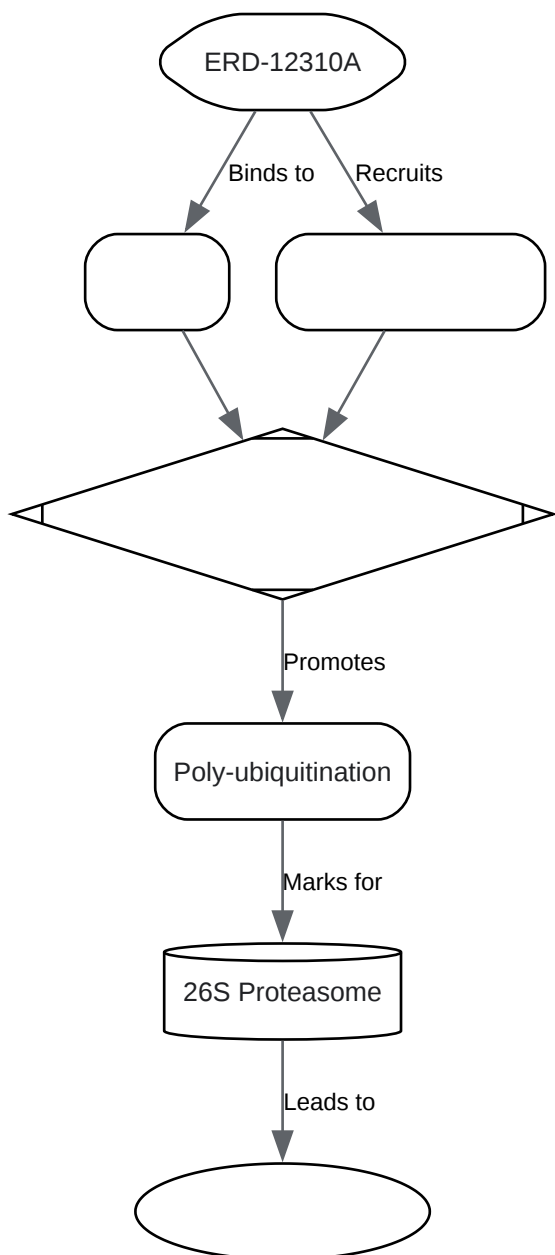 ERD-12310A
Binds to
Recruits
Promotes
Poly-ubiquitination
Marks for
26S Proteasome
Leads to